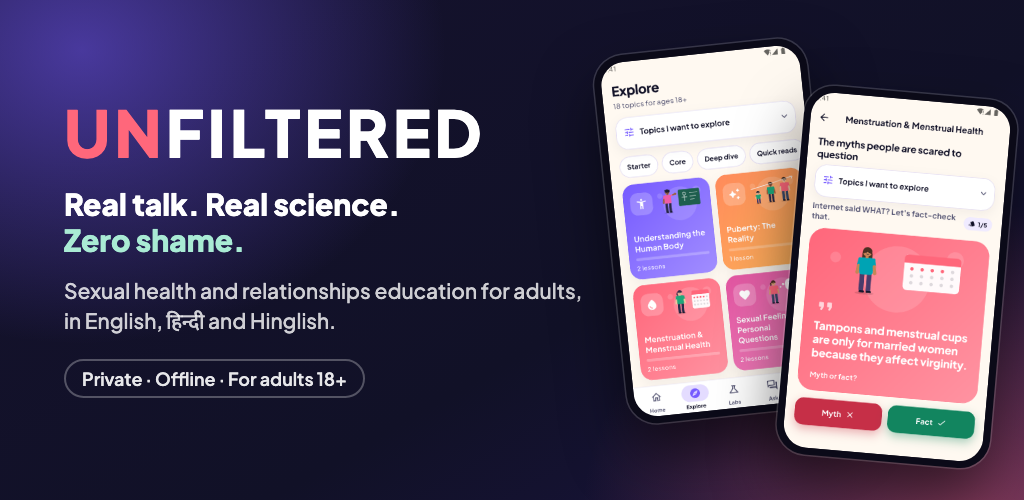 UNFILTERED
Real talk. Real science.
Zero shame.
Sexual health and relationships education for adults,
in English, हिन्दी and Hinglish.
Private · Offline · For adults 18+
Explore
18 topics for ages 18+
Topics I want to explore
Starter
Core
Deep dive
Quick reads
Understanding the
Human Body
2 lessons
Puberty: The
Reality
1 lesson
Menstruation &
Menstrual Health
2 lessons
Sexual
Personal
Questions
2 lessons
Home
Explore
Labs
Menstruation & Menstrual Health
The myths people are scared to
question
Topics I want to explore
Internet said WHAT? Let's fact-check
that.
1/5
Tampons and menstrual cups
are only for married women
because they affect virginity.
Myth or fact?
Myth
Fact